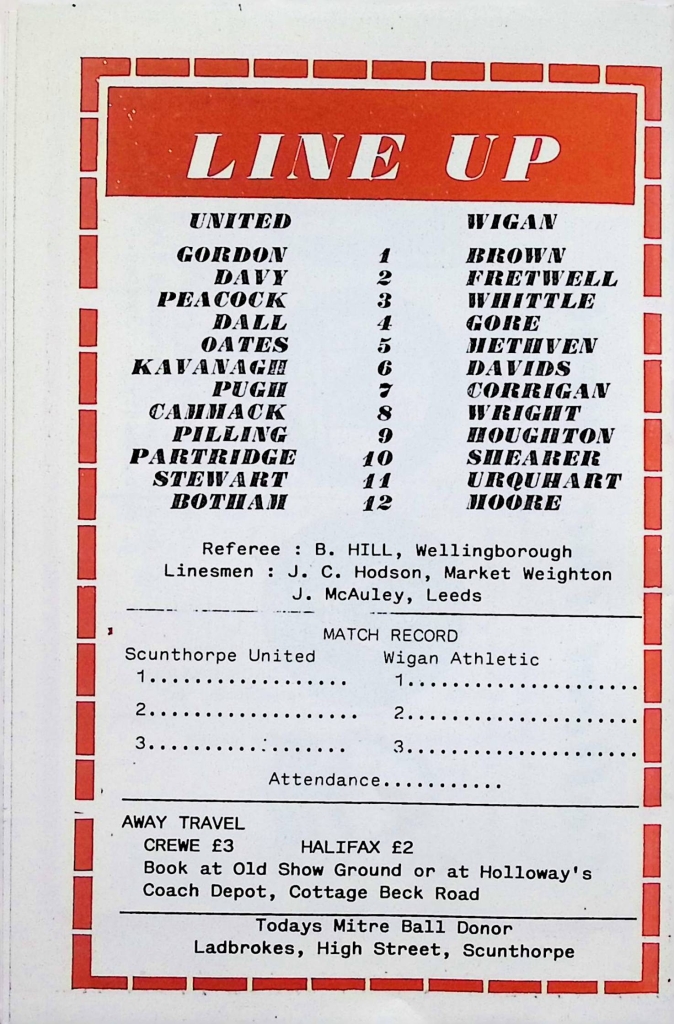 LINE UP
UNITED WIGAN
GORDON 1 BROWN
DAVY 2 FRETWELL
PEACOCK 3 WHITTLE
DALL 4 GORE
OATES 5 METHVEN
KAVANAGH 6 DAVIDS
PUGH 7 CORRIGAN
CAMMACK 8 WRIGHT
PILLING 9 HOUGHTON
PARTRIDGE 10 SHEARER
STEWART 11 URQUHART
BOTHAM 12 MOORE
Referee : B. HILL, Wellingborough
Linesmen : J. C. Hodson, Market Weighton
J. McAuley, Leeds
MATCH RECORD
Scunthorpe United Wigan Athletic
1.................. 1....................
2................... 2....................
3.................. 3....................
Attendance...........
AWAY TRAVEL
CREWE £3 HALIFAX £2
Book at Old Show Ground or at Holloway's
Coach Depot, Cottage Beck Road
Todays Mitre Ball Donor
Ladbrokes, High Street, Scunthorpe